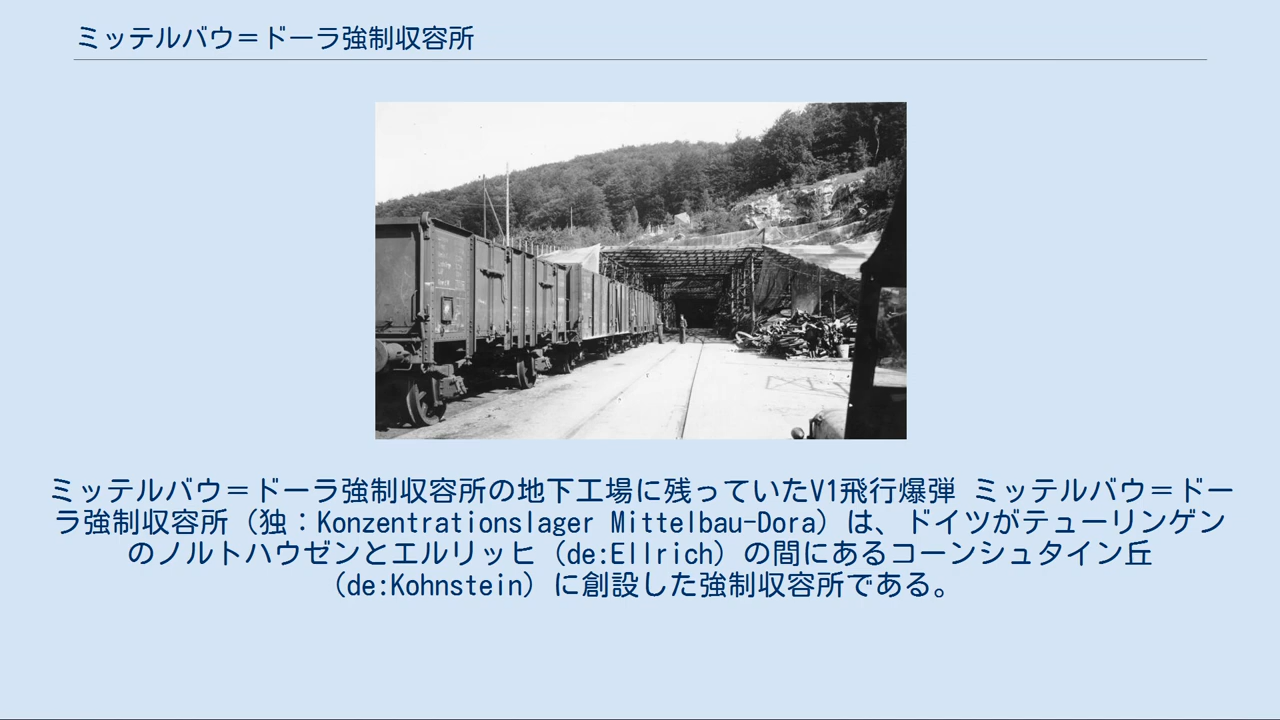 ミッテルバウ＝ドーラ強制収容所
ミッテルバウ＝ドーラ強制収容所の地下工場に残っていたV1飛行爆弾 ミッテルバウ＝ドー
ラ強制収容所（独：Konzentrationslager Mittelbau-Dora）は、ドイツがテューリンゲン
のノルトハウゼンとエルリッヒ（de:Ellrich）の間にあるコーンシュタイン丘
（de:Kohnstein）に創設した強制収容所である。